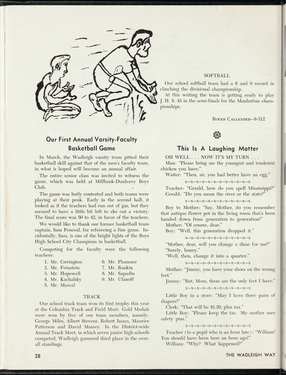 SOFTBALL
Our school softball team had a 6 and 0 record in
clinching the divisional championship.
At this writing the team is getting ready to play
J. H. S. 43 in the semi-finals for the Manhattan cham-
pionships.
ROGER CALLENDER—9-312
Our First Annual Varsity-Faculty
Basketball Game
In March, the Wadleigh varsity team pitted their
basketball skill against that of the men's faculty team,
in what is hoped will become an annual affair.
The entire senior class was invited to witness the
game, which was held at Millbank-Dunlevey Boys
Club.
The game was hotly contested and both teams were
playing at their peak. Early in the second half, it
looked as if the teachers had run out of gas, but they
seemed to have a little bit left to eke out a victory.
The final score was 50 to 42, in favor of the teachers.
We would like to thank our former basketball team
captain, Sam Penceal, for refereeing a fine game. In-
cidentally, Sam, is one of the bright lights of the Boys
High School City Champions in basketball.
Competing for the faculty were the following
teachers:
1. Mr. Covington
2. Mr. Feinstein
3. Mr. Hopewell
4. Mr. Kachalsky
5. Mr. Murcal
6. Mr. Plummer
7. Mr. Rankin
8. Mr. Squadin
9. Mr. Ulanoff
TRACK
Our school track team won its first trophy this year
at the Columbia Track and Field Meet. Gold Medals
were won by five of our team members, namely:
George Miles, Albert Stevens, Robert Isaacs, Maurice
Patterson and David Massey. In the District-wide
Annual Track Meet, in which seven junior high schools
competed, Wadleigh garnered third place in the over-
all standings.
This Is A Laughing Matter
OH WELL . . . NOW IT'S MY TURN . . .
Man: "Please bring me the youngest and tenderest
chicken you have."
Waiter: "Then, sir, you had better have an egg."
Teacher: "Gerald, how do you spell Mississippi?"
Gerald: "Do you mean the river or the state?"
Boy to Mother: "Say, Mother, do you remember
that antique flower pot in the living room that's been
handed down from generation to generation?"
Mother: "Of course, dear."
Boy: "Well, this generation dropped it."
"Mother, dear, will you change a dime for me?"
"Surely, honey."
"Well, then, change it into a quarter."
Mother: "Jimmy, you have your shoes on the wrong
feet."
Jimmy: "But, Mom, these are the only feet I have."
Little Boy in a store: "May I have three pairs of
diapers?"
Clerk: "That will be $1.20, plus tax."
Little Boy: "Please keep the tax. My mother uses
safety pins."
Teacher (to a pupil who is an hour late): "William!
You should have been here an hour ago!"
William: "Why? What happened?"
28
THE WADLEIGH WAY